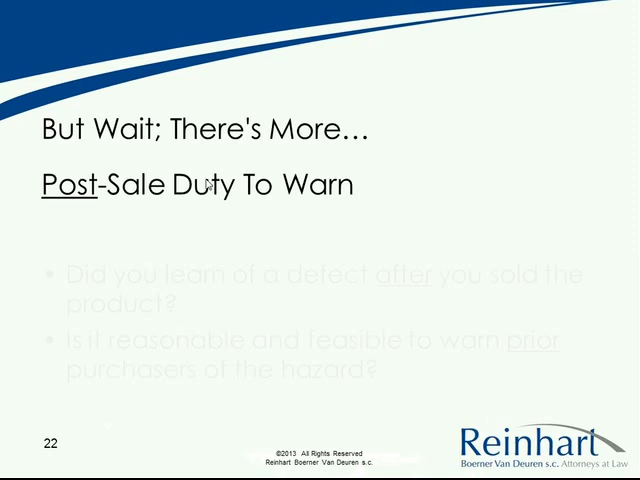 But Wait; There's More…
Post-Sale Duty To Warn
• Did you learn of a defect after you sold the
product?
• Is it reasonable and feasible to warn prior
purchasers of the hazard?
22
©2013 All Rights Reserved
Reinhart Boerner Van Deuren s.c.
Reinhart
Boerner Van Deuren s.c. Attorneys at Law